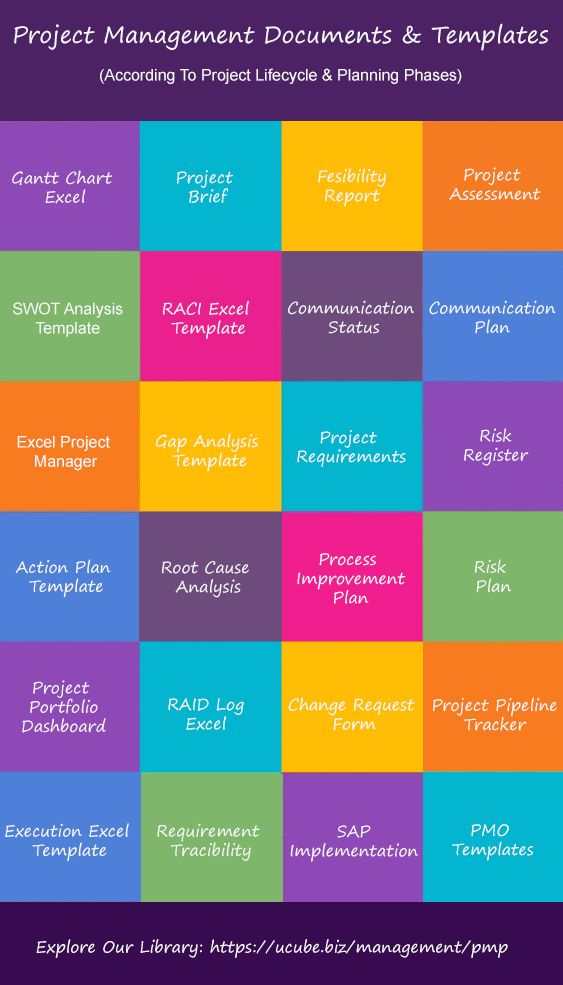 Project Management Documents & Templates
(According To Project Lifecycle & Planning Phases)
Gantt Chart
Excel
Project
Brief
Fesibility
Report
Project
Assessment
SWOT Analysis
Template
RACI Excel
Template
Communication
Status
Communication
Plan
Excel Project
Manager
Gap Analysis
Template
Project
Requirements
Risk
Register
Action Plan
Template
Root Cause
Analysis
Process
Improvement
Plan
Risk
Plan
Project
Portfolio
Dashboard
RAID Log
Excel
Change Request
Form
Project Pipeline
Tracker
Execution Excel
Template
Requirement
Tracibility
SAP
Implementation
PMO
Templates
Explore Our Library: https://ucube.biz/management/pmp